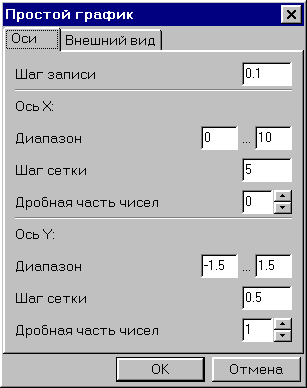 Простой график
Оси Внешний вид
Шаг записи 0.1
Ось X:
Диапазон 0 ... 10
Шаг сетки 5
Дробная часть чисел 0
Ось Y:
Диапазон -1.5 ... 1.5
Шаг сетки 0.5
Дробная часть чисел 1
OK Отмена